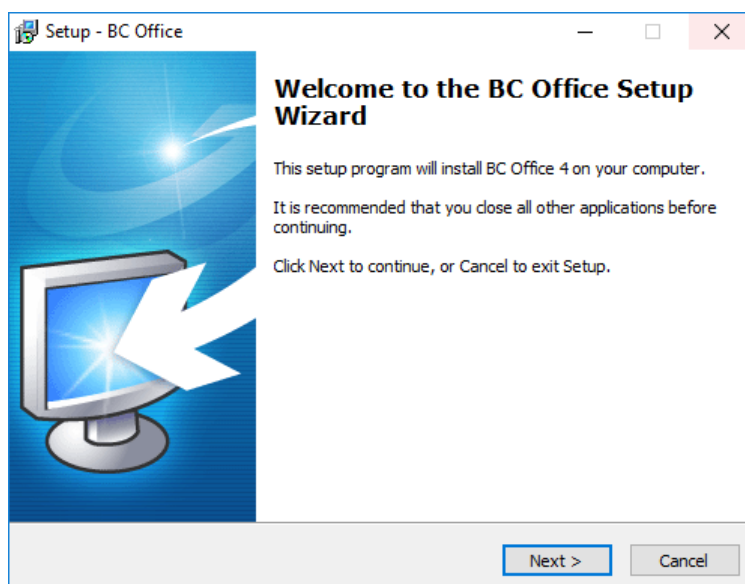 Setup - BC Office
Welcome to the BC Office Setup
Wizard
This setup program will install BC Office 4 on your computer.
It is recommended that you close all other applications before
continuing.
Click Next to continue, or Cancel to exit Setup.
Next >
Cancel